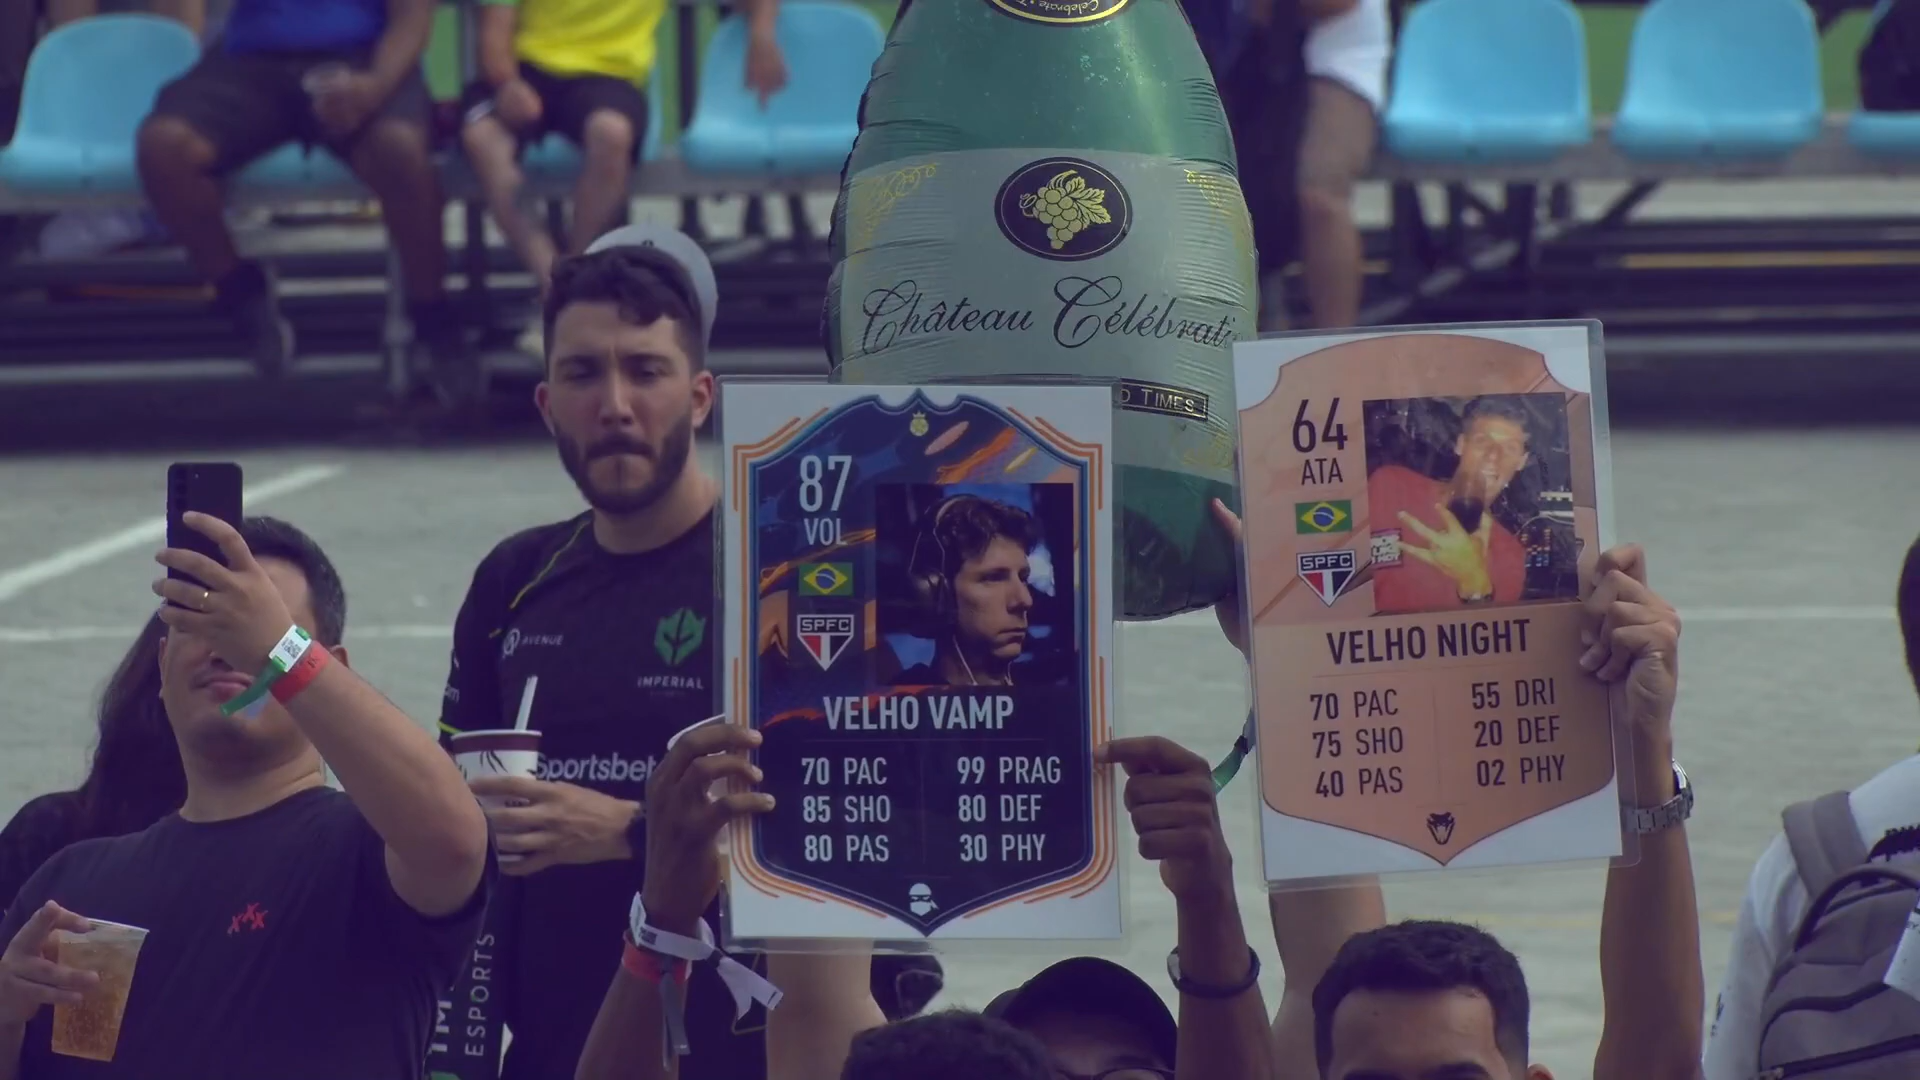 Château Célébrati
D TIMES
87
VOL
SPFC
VELHO VAMP
70 PAC 99 PRAG
85 SHO 80 DEF
80 PAS 30 PHY
64
ATA
SPFC
VELHO NIGHT
70 PAC 55 DRI
75 SHO 20 DEF
40 PAS 02 PHY
AVENUE
IMPERIAL
Sportsbet
ESPORTS
XXX